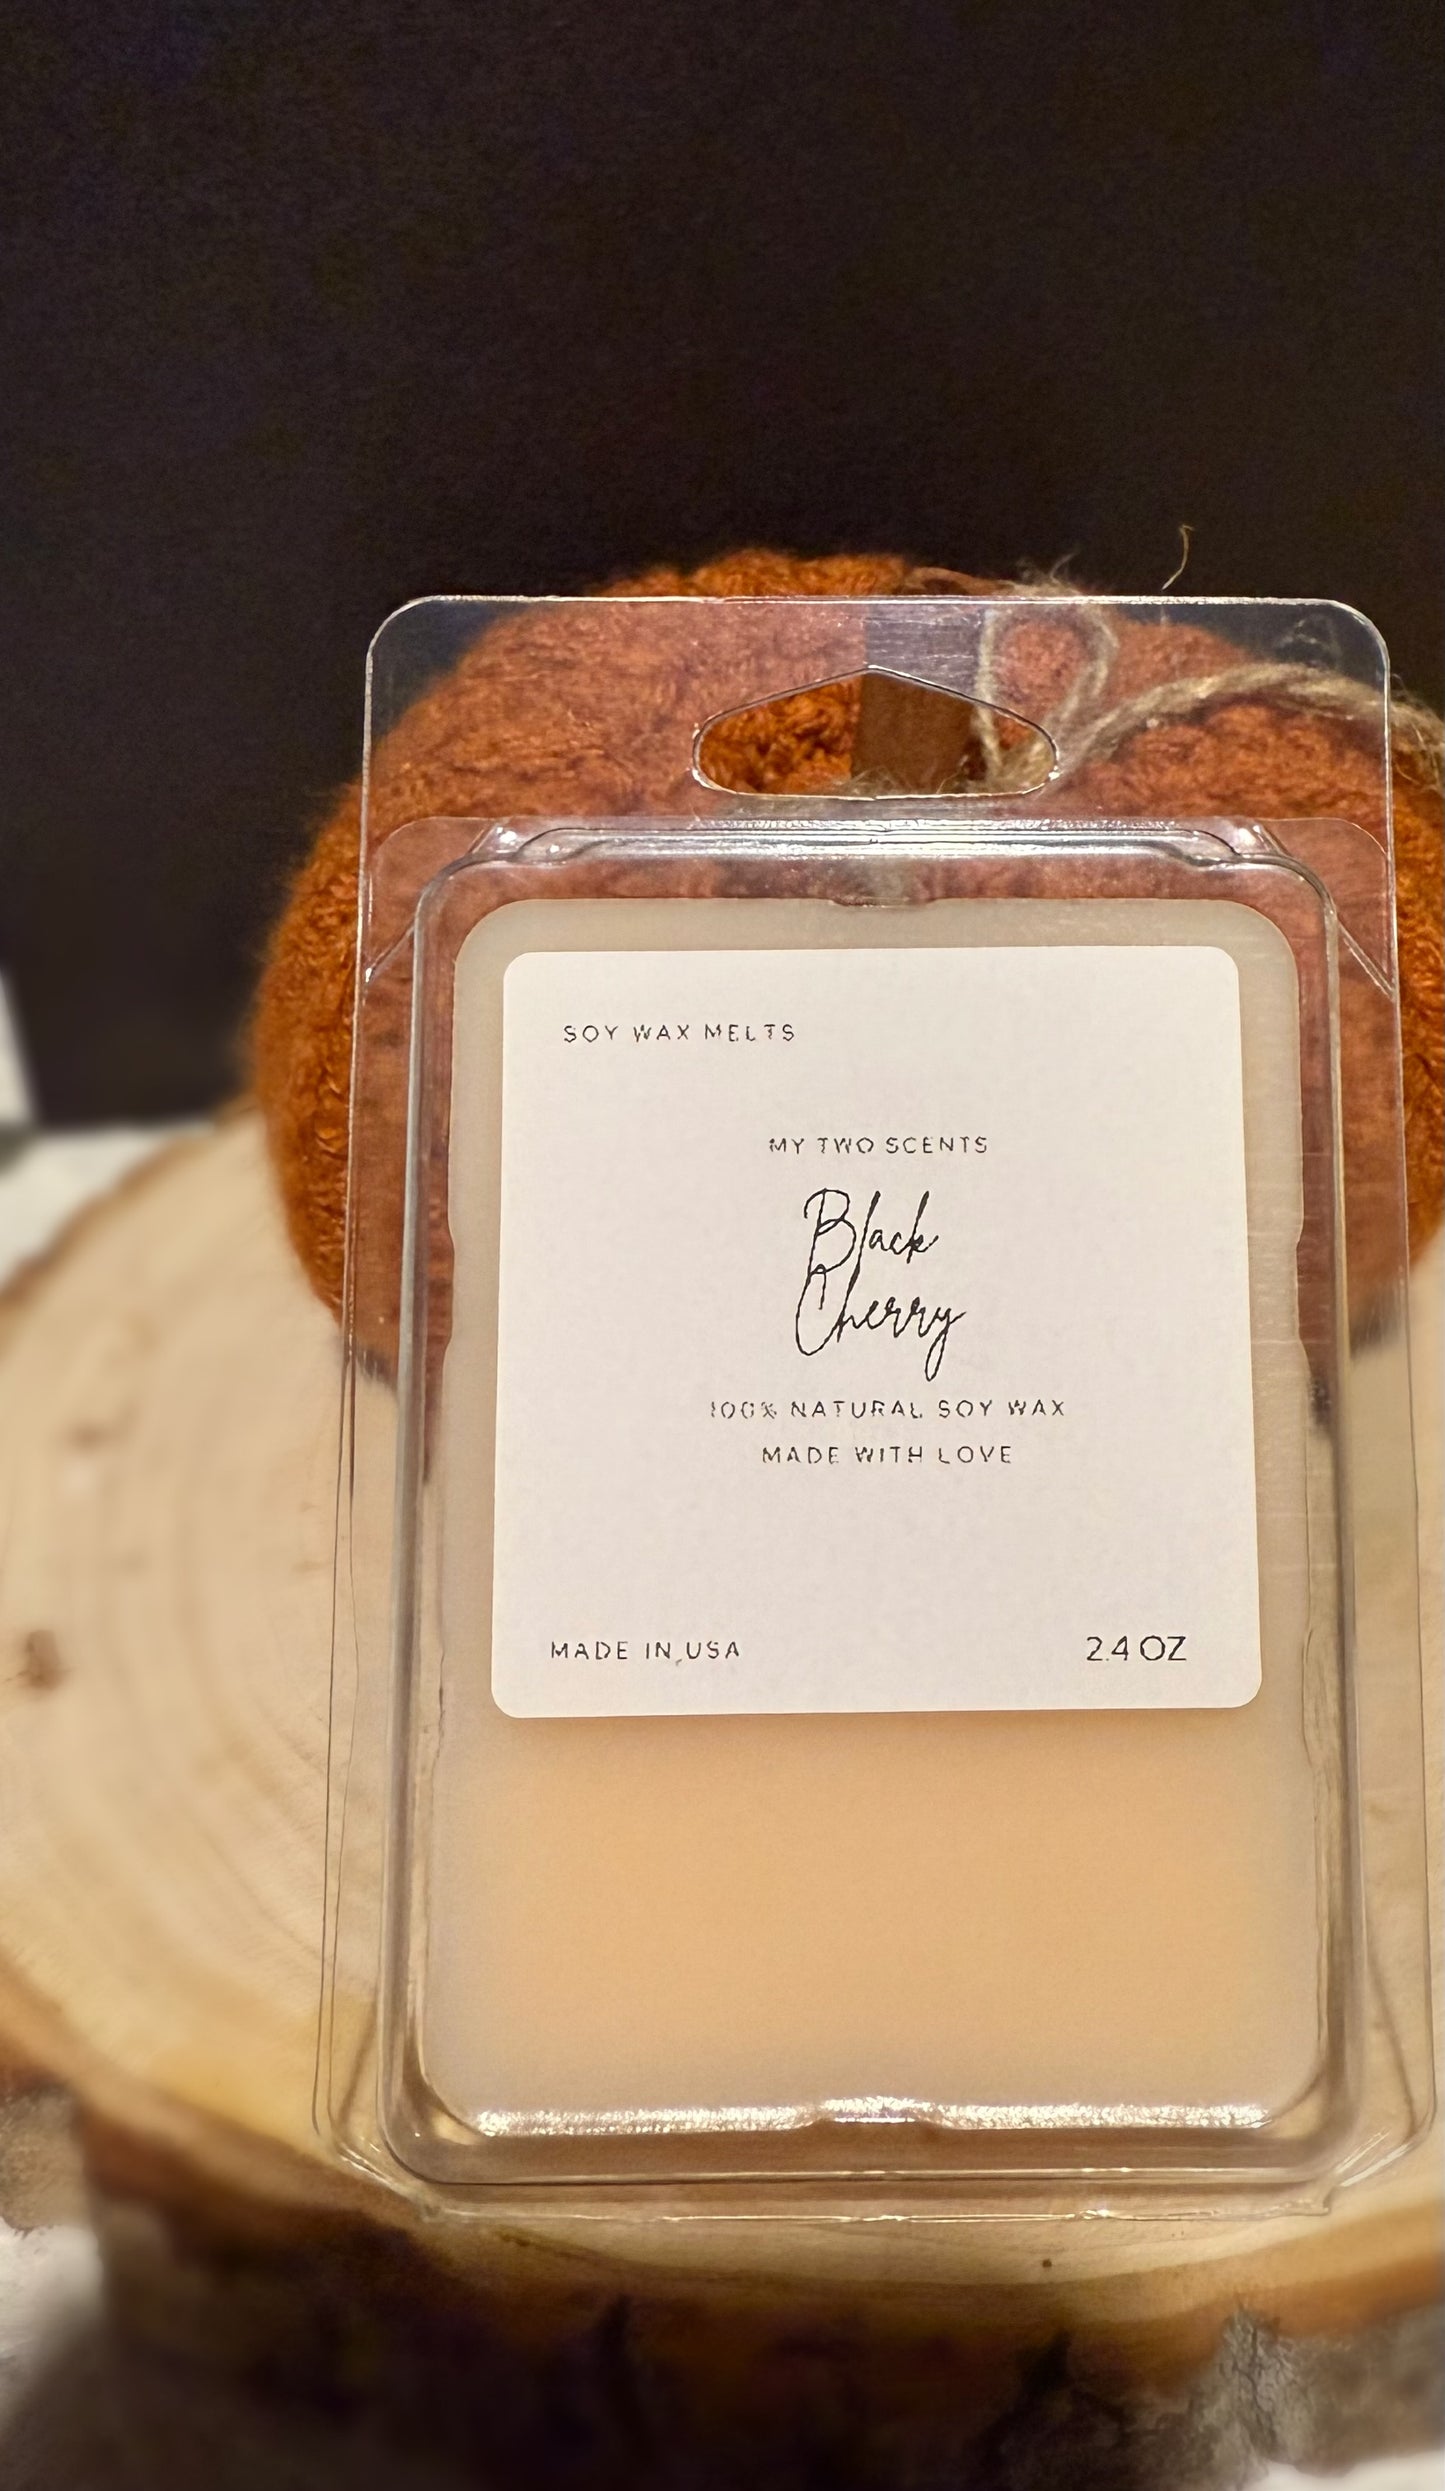 SOY WAX MELTS
MY TWO SCENTS
Black
Cherry
100% NATURAL SOY WAX
MADE WITH LOVE
MADE IN USA
2.4 OZ